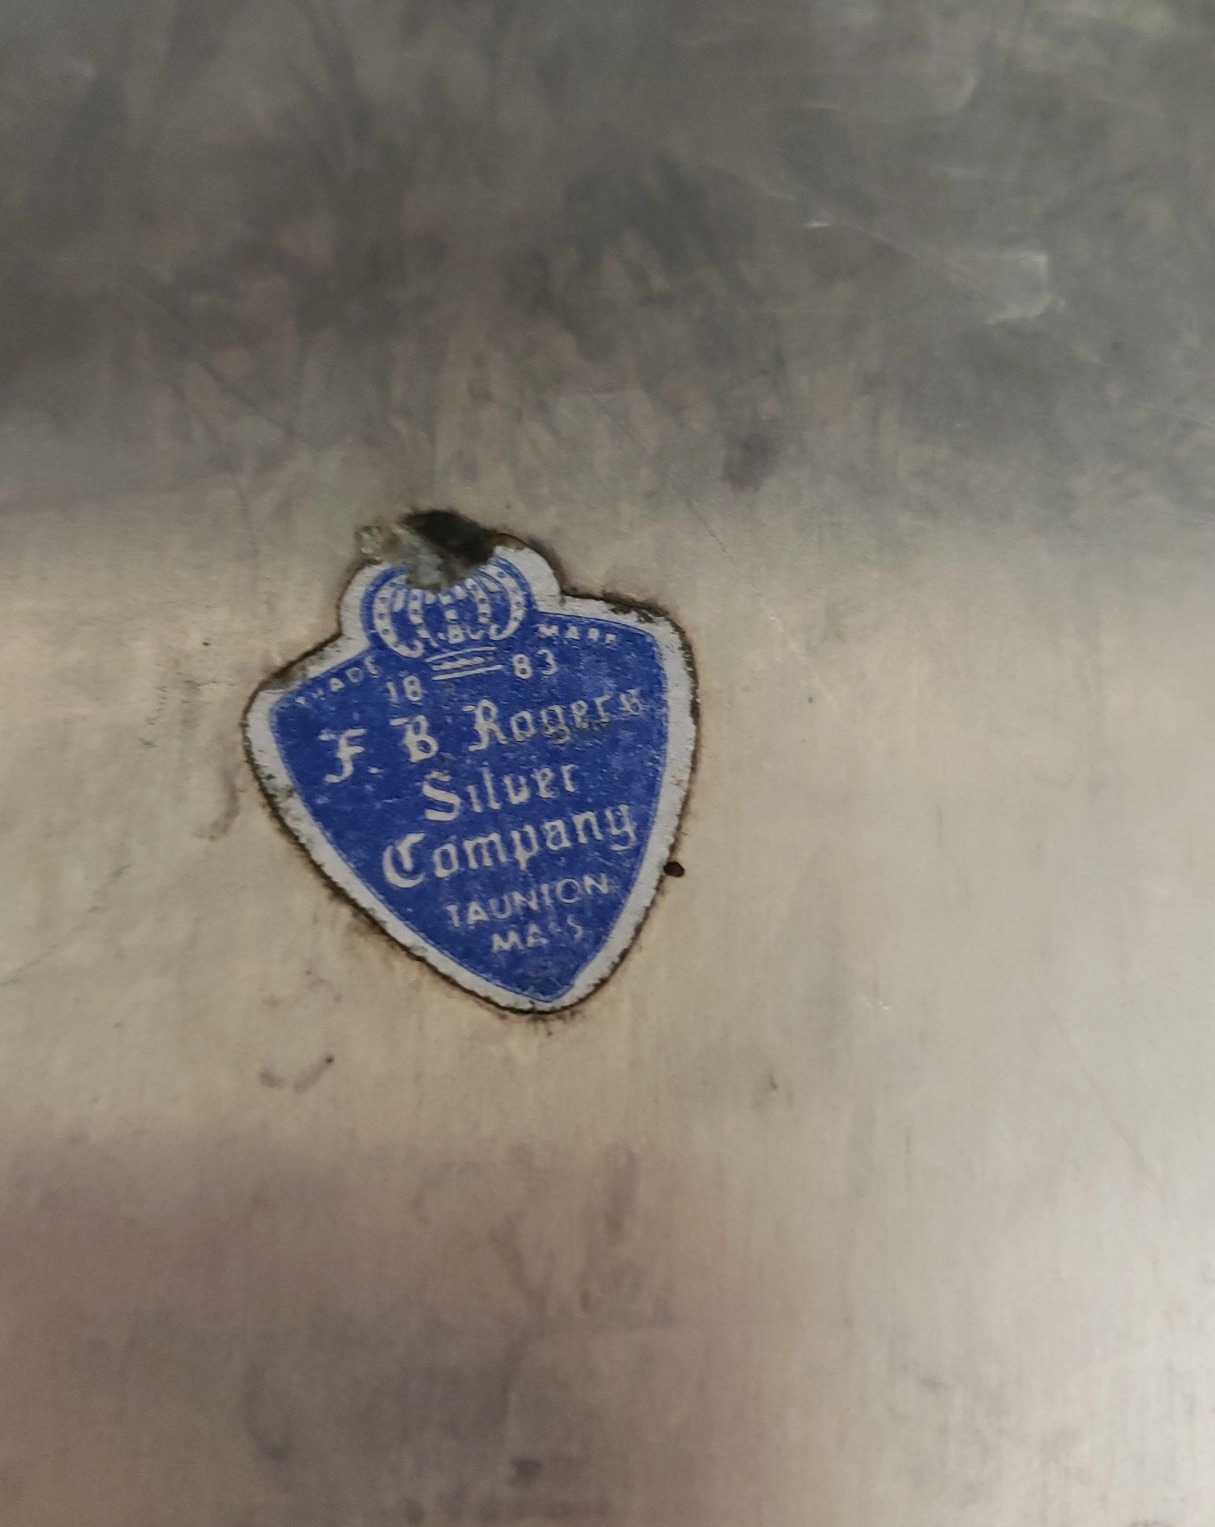 TRADE MARK
18 83
F. B. Rogers
Silver
Company
TAUNTON
MASS